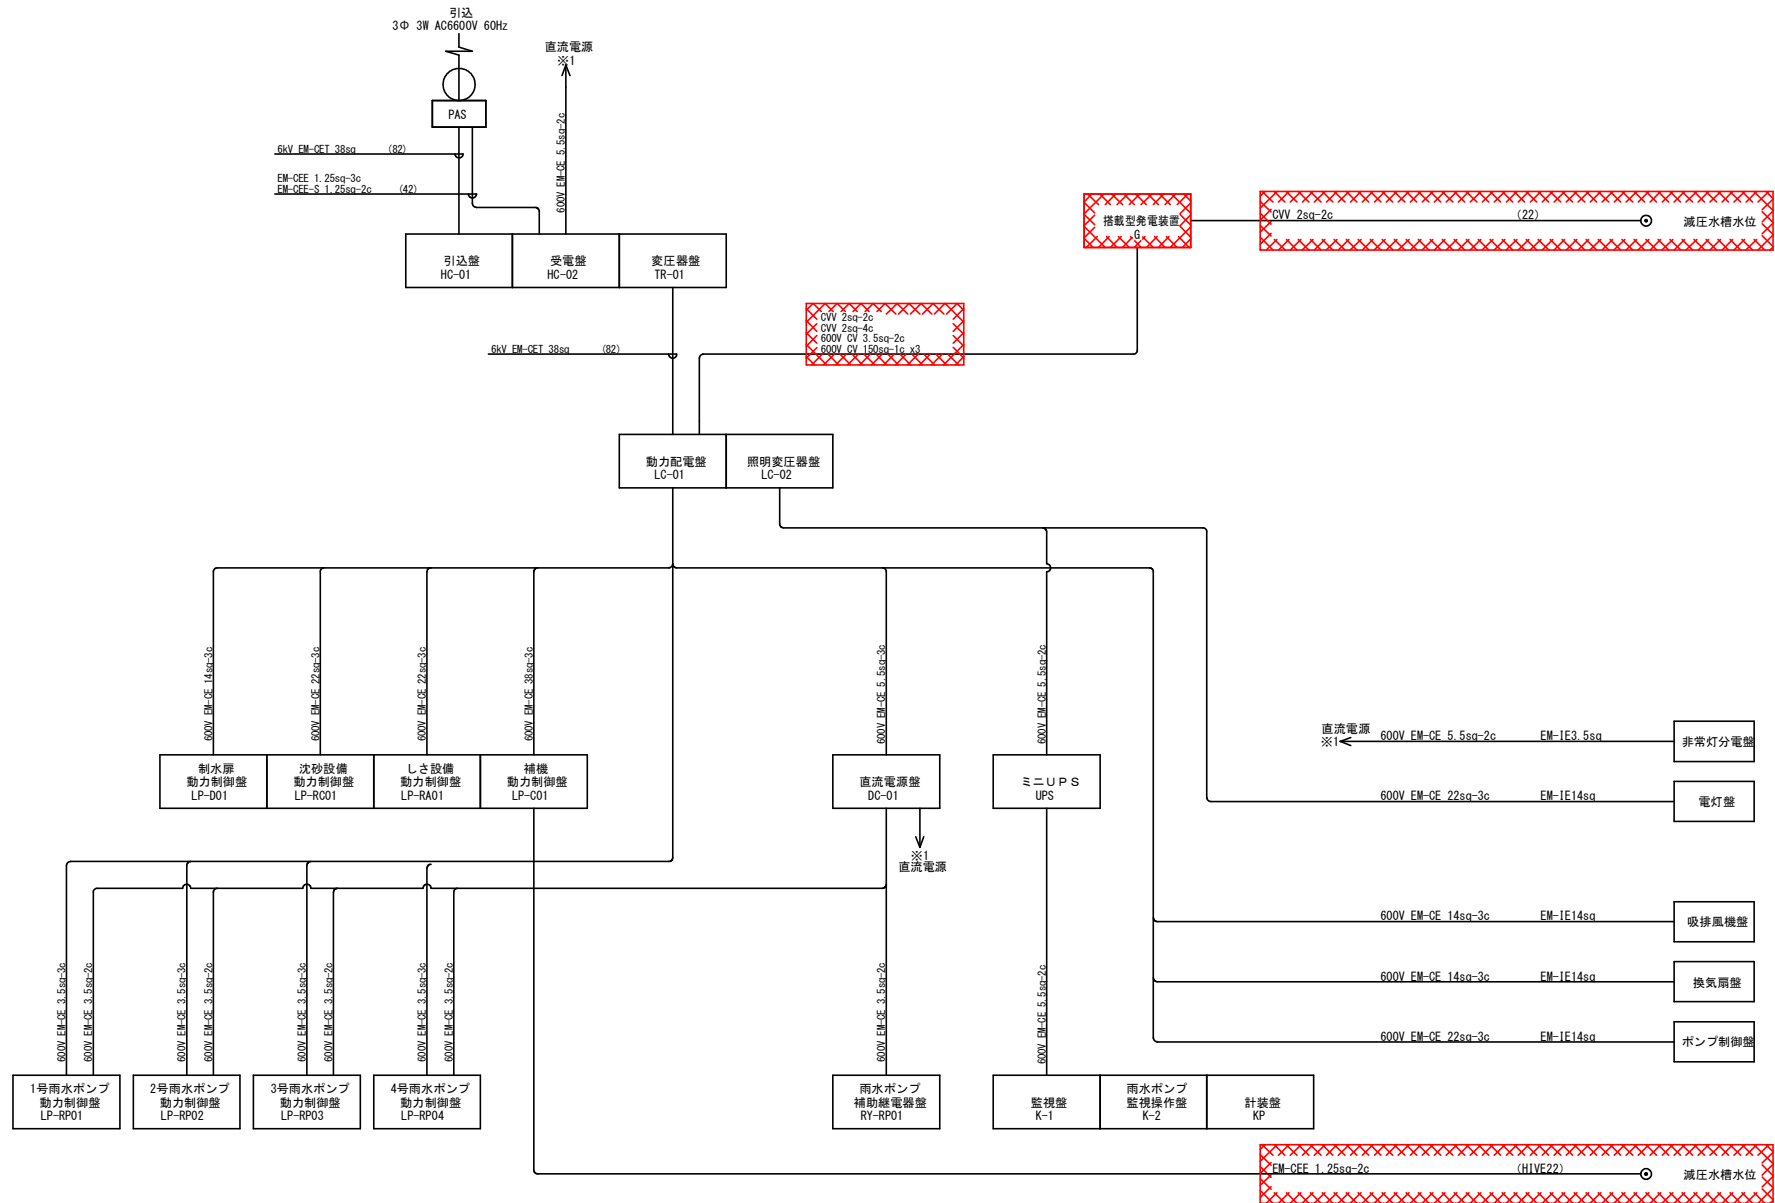 引込
3Φ 3W AC6600V 60Hz
直流電源
※1
PAS
6kV EM-CET 38sq (82)
EM-CEE 1.25sq-3c
EM-CEE-S 1.25sq-2c (42)
600V EM-CE 5.5sq-2c
引込盤
HC-01
受電盤
HC-02
変圧器盤
TR-01
搭載型発電装置
G
CVV 2sq-2c (22)
減圧水槽水位
CVV 2sq-2c
CVV 2sq-4c
600V CV 3.5sq-2c
600V CV 150sq-1c x3
6kV EM-CET 38sq (82)
動力配電盤
LC-01
照明変圧器盤
LC-02
600V EM-CE 14sq-3c
600V EM-CE 22sq-3c
600V EM-CE 22sq-3c
600V EM-CE 38sq-3c
600V EM-CE 5.5sq-3c
600V EM-CE 5.5sq-2c
制水扉
動力制御盤
LP-D01
沈砂設備
動力制御盤
LP-RC01
しさ設備
動力制御盤
LP-RA01
補機
動力制御盤
LP-C01
直流電源盤
DC-01
ミニUPS
UPS
※1
直流電源
直流電源
※1
600V EM-CE 5.5sq-2c EM-IE3.5sq
非常灯分電盤
600V EM-CE 22sq-3c EM-IE14sq
電灯盤
600V EM-CE 14sq-3c EM-IE14sq
吸排風機盤
600V EM-CE 14sq-3c EM-IE14sq
換気扇盤
600V EM-CE 22sq-3c EM-IE14sq
ポンプ制御盤
600V EM-CE 3.5sq-3c
600V EM-CE 3.5sq-2c
600V EM-CE 3.5sq-3c
600V EM-CE 3.5sq-2c
600V EM-CE 3.5sq-3c
600V EM-CE 3.5sq-2c
600V EM-CE 3.5sq-3c
600V EM-CE 3.5sq-2c
600V EM-CE 3.5sq-2c
600V EM-CE 5.5sq-2c
1号雨水ポンプ
動力制御盤
LP-RP01
2号雨水ポンプ
動力制御盤
LP-RP02
3号雨水ポンプ
動力制御盤
LP-RP03
4号雨水ポンプ
動力制御盤
LP-RP04
雨水ポンプ
補助継電器盤
RY-RP01
監視盤
K-1
雨水ポンプ
監視操作盤
K-2
計装盤
KP
EM-CEE 1.25sq-2c (HIVE22)
減圧水槽水位